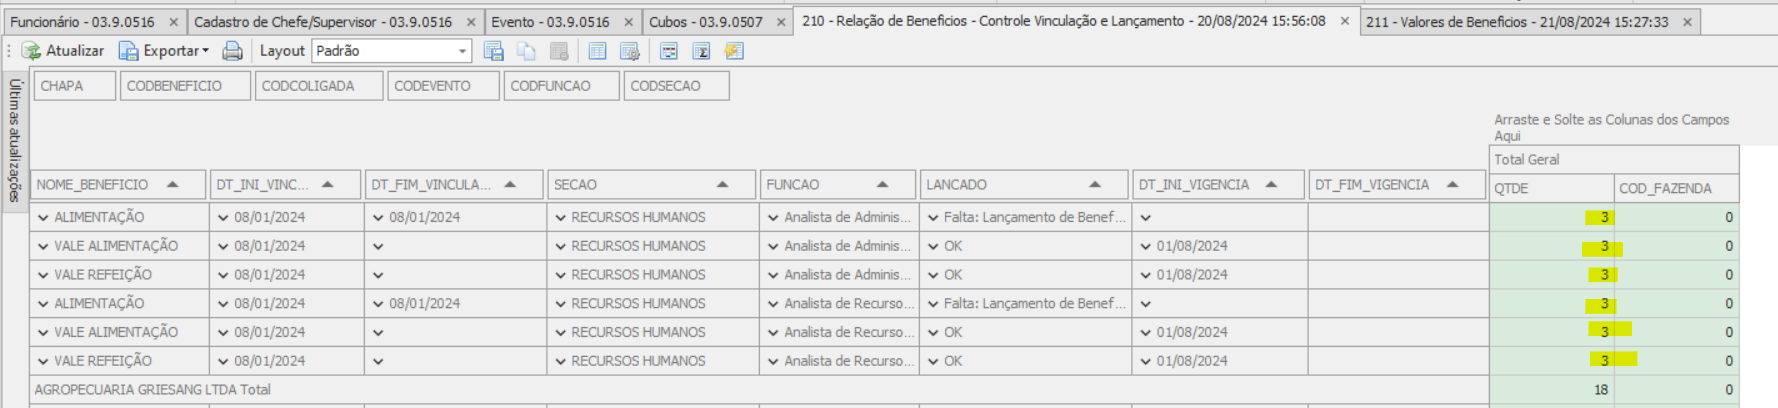 Funcionário - 03.9.0516 × Cadastro de Chefe/Supervisor - 03.9.0516 × Evento - 03.9.0516 × Cubos - 03.9.0507 × 210 - Relação de Beneficios - Controle Vinculação e Lançamento - 20/08/2024 15:56:08 × 211 - Valores de Beneficios - 21/08/2024 15:27:33 ×
Atualizar Exportar Layout Padrão
Últimas atualizações
CHAPA CODBENEFICIO CODCOLIGADA CODEVENTO CODFUNCAO CODSECAO
Arraste e Solte as Colunas dos Campos
Aqui
Total Geral
NOME_BENEFICIO DT_INI_VINC... DT_FIM_VINCULA... SECAO FUNCAO LANCADO DT_INI_VIGENCIA DT_FIM_VIGENCIA QTDE COD_FAZENDA
ALIMENTAÇÃO 08/01/2024 08/01/2024 RECURSOS HUMANOS Analista de Adminis... Falta: Lançamento de Benef... 3 0
VALE ALIMENTAÇÃO 08/01/2024 RECURSOS HUMANOS Analista de Adminis... OK 01/08/2024 3 0
VALE REFEIÇÃO 08/01/2024 RECURSOS HUMANOS Analista de Adminis... OK 01/08/2024 3 0
ALIMENTAÇÃO 08/01/2024 08/01/2024 RECURSOS HUMANOS Analista de Recurso... Falta: Lançamento de Benef... 3 0
VALE ALIMENTAÇÃO 08/01/2024 RECURSOS HUMANOS Analista de Recurso... OK 01/08/2024 3 0
VALE REFEIÇÃO 08/01/2024 RECURSOS HUMANOS Analista de Recurso... OK 01/08/2024 3 0
AGROPECUARIA GRIESANG LTDA Total 18 0